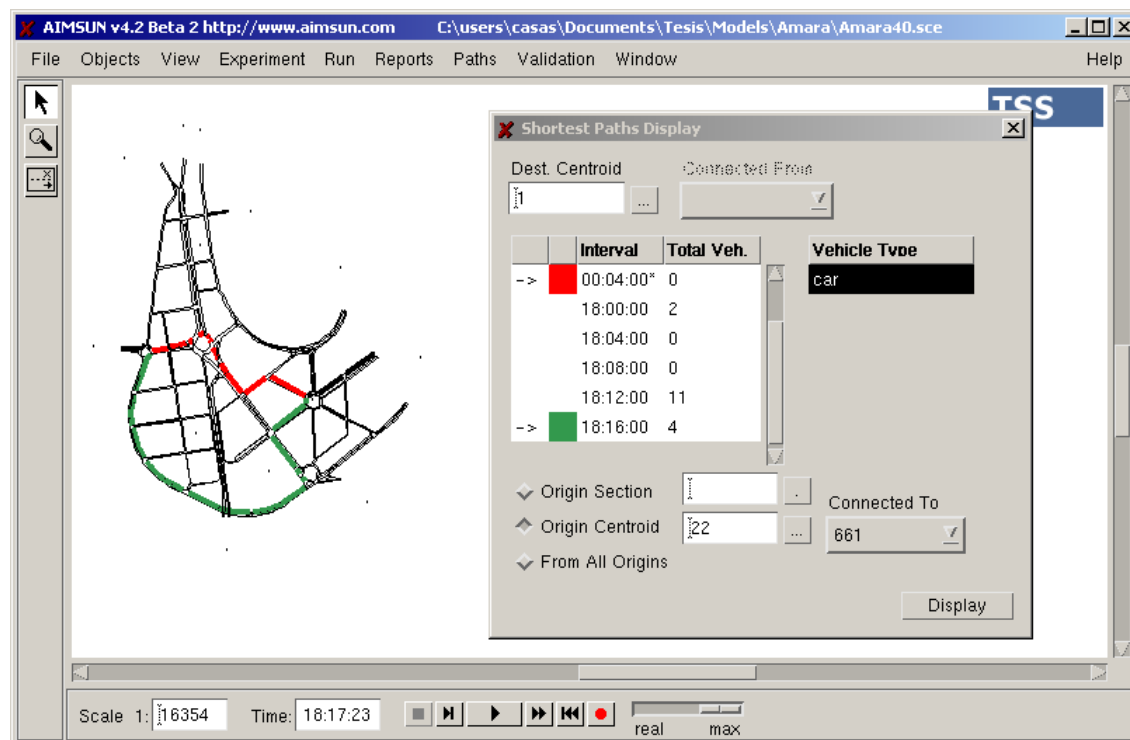 AIMSUN v4.2 Beta 2 http://www.aimsun.com C:\users\casas\Documents\Tesis\Models\Amara\Amara40.sce
File Objects View Experiment Run Reports Paths Validation Window Help
TSS
Shortest Paths Display
Dest. Centroid Connected From
1 ...
Interval Total Veh. Vehicle Type
-> 00:04:00* 0 car
18:00:00 2
18:04:00 0
18:08:00 0
18:12:00 11
-> 18:16:00 4
Origin Section .
Connected To
Origin Centroid 22 ... 661
From All Origins
Display
Scale 1: 16354 Time: 18:17:23
real max